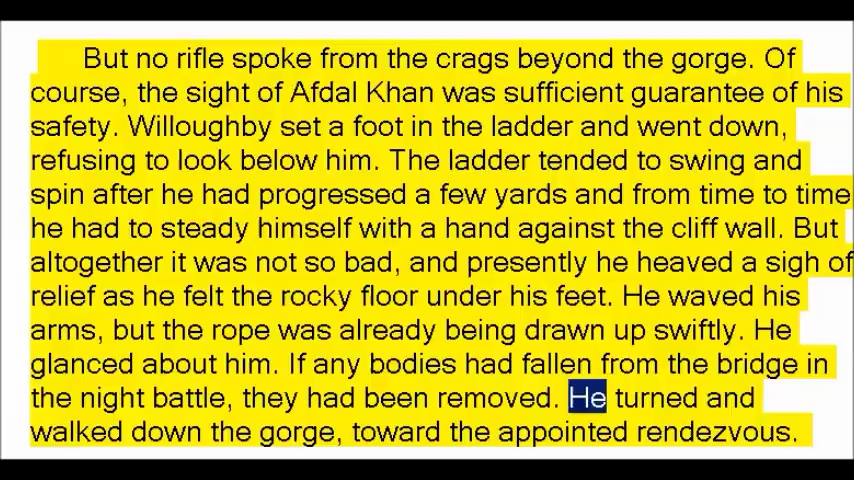 But no rifle spoke from the crags beyond the gorge. Of
course, the sight of Afdal Khan was sufficient guarantee of his
safety. Willoughby set a foot in the ladder and went down,
refusing to look below him. The ladder tended to swing and
spin after he had progressed a few yards and from time to time
he had to steady himself with a hand against the cliff wall. But
altogether it was not so bad, and presently he heaved a sigh of
relief as he felt the rocky floor under his feet. He waved his
arms, but the rope was already being drawn up swiftly. He
glanced about him. If any bodies had fallen from the bridge in
the night battle, they had been removed. He turned and
walked down the gorge, toward the appointed rendezvous.